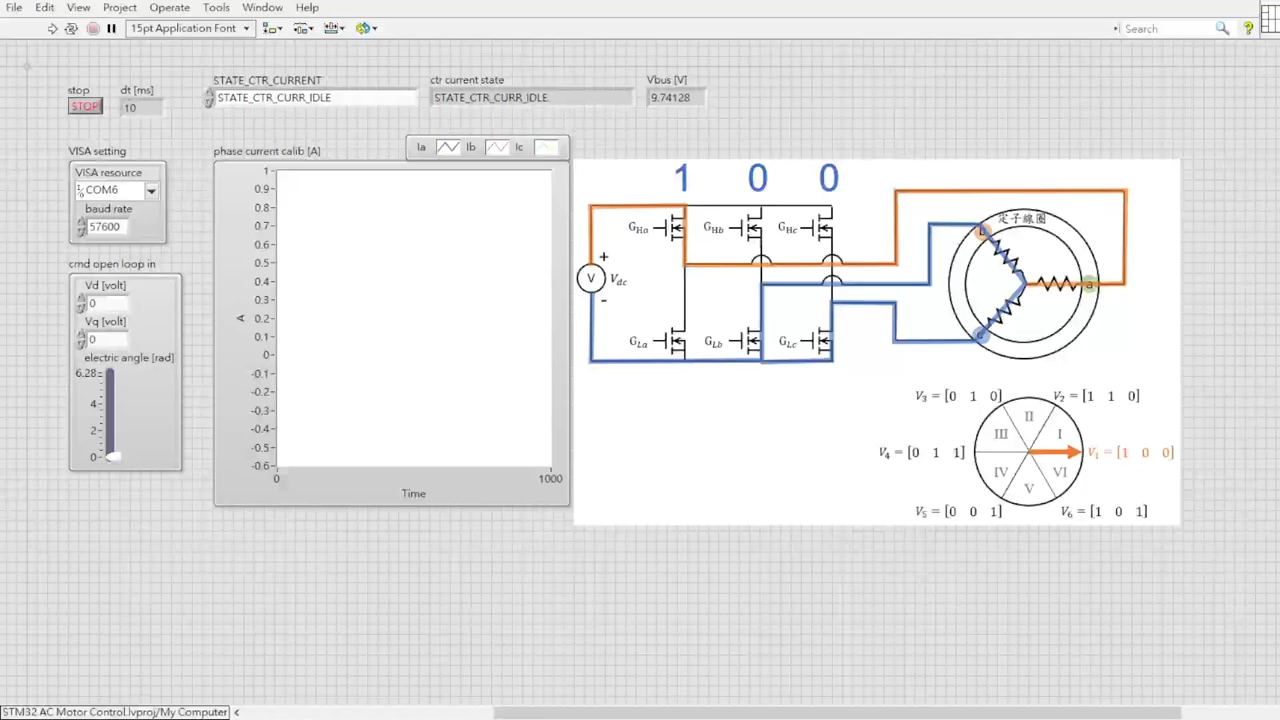 File Edit View Project Operate Tools Window Help
15pt Application Font
Search
stop
STOP
dt [ms]
10
STATE_CTR_CURRENT
STATE_CTR_CURR_IDLE
ctr current state
STATE_CTR_CURR_IDLE
Vbus [V]
9.74128
VISA setting
VISA resource
COM6
baud rate
57600
cmd open loop in
Vd [volt]
0
Vq [volt]
0
electric angle [rad]
6.28
4
2
0
phase current calib [A]
Ia Ib Ic
1
0.9
0.8
0.7
0.6
0.5
0.4
0.3
0.2
0.1
0
-0.1
-0.2
-0.3
-0.4
-0.5
-0.6
A
0 1000
Time
1 0 0
GHa GHb GHc
定子線圈
b
V
+
Vdc
-
a
GLa GLb GLc
c
V3 = [0 1 0] V2 = [1 1 0]
II
III I
V4 = [0 1 1] V1 = [1 0 0]
IV VI
V
V5 = [0 0 1] V6 = [1 0 1]
STM32 AC Motor Control.lvproj/My Computer